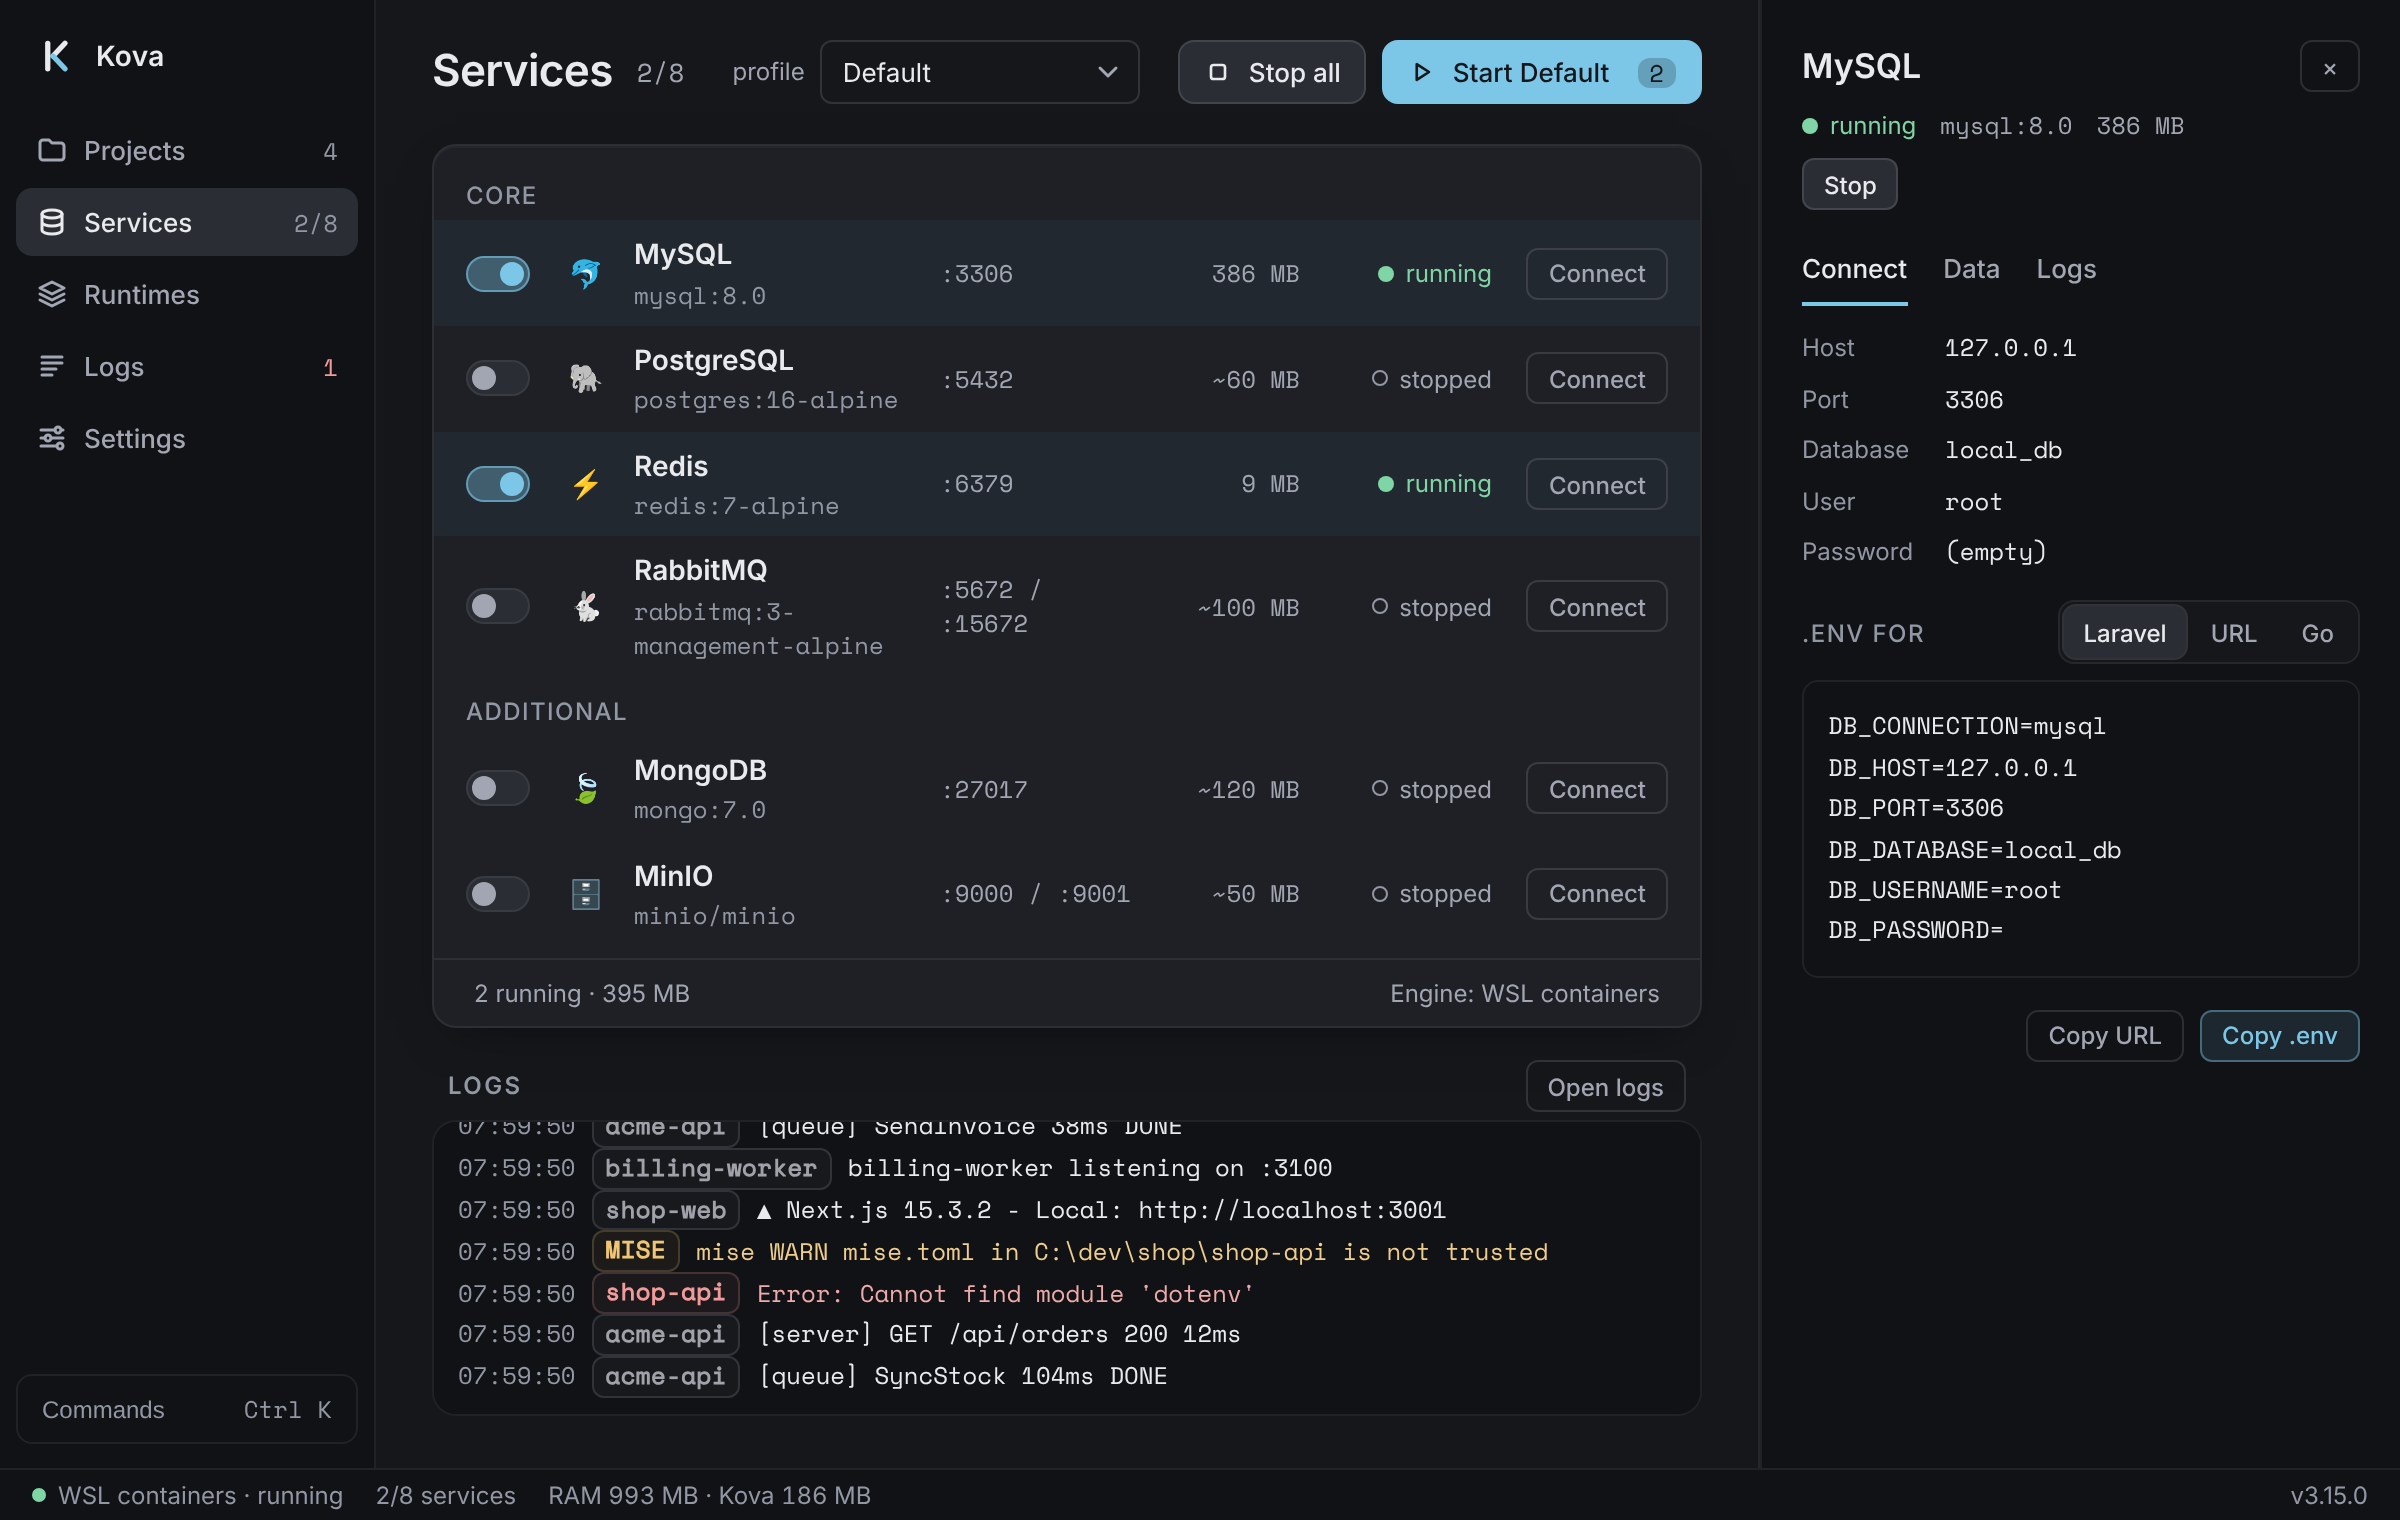 Kova
Projects 4
Services 2/8
Runtimes
Logs 1
Settings
Commands Ctrl K
Services 2/8 profile Default Stop all Start Default 2
CORE
MySQL
mysql:8.0
:3306 386 MB running Connect
PostgreSQL
postgres:16-alpine
:5432 ~60 MB stopped Connect
Redis
redis:7-alpine
:6379 9 MB running Connect
RabbitMQ
rabbitmq:3-
management-alpine
:5672 /
:15672
~100 MB stopped Connect
ADDITIONAL
MongoDB
mongo:7.0
:27017 ~120 MB stopped Connect
MinIO
minio/minio
:9000 / :9001 ~50 MB stopped Connect
2 running · 395 MB Engine: WSL containers
LOGS Open logs
07:59:50 acme-api [queue] SendInvoice 38ms DONE
07:59:50 billing-worker billing-worker listening on :3100
07:59:50 shop-web ▲ Next.js 15.3.2 - Local: http://localhost:3001
07:59:50 MISE mise WARN mise.toml in C:\dev\shop\shop-api is not trusted
07:59:50 shop-api Error: Cannot find module 'dotenv'
07:59:50 acme-api [server] GET /api/orders 200 12ms
07:59:50 acme-api [queue] SyncStock 104ms DONE
MySQL ×
running mysql:8.0 386 MB
Stop
Connect Data Logs
Host 127.0.0.1
Port 3306
Database local_db
User root
Password (empty)
.ENV FOR Laravel URL Go
DB_CONNECTION=mysql
DB_HOST=127.0.0.1
DB_PORT=3306
DB_DATABASE=local_db
DB_USERNAME=root
DB_PASSWORD=
Copy URL Copy .env
WSL containers · running 2/8 services RAM 993 MB · Kova 186 MB v3.15.0